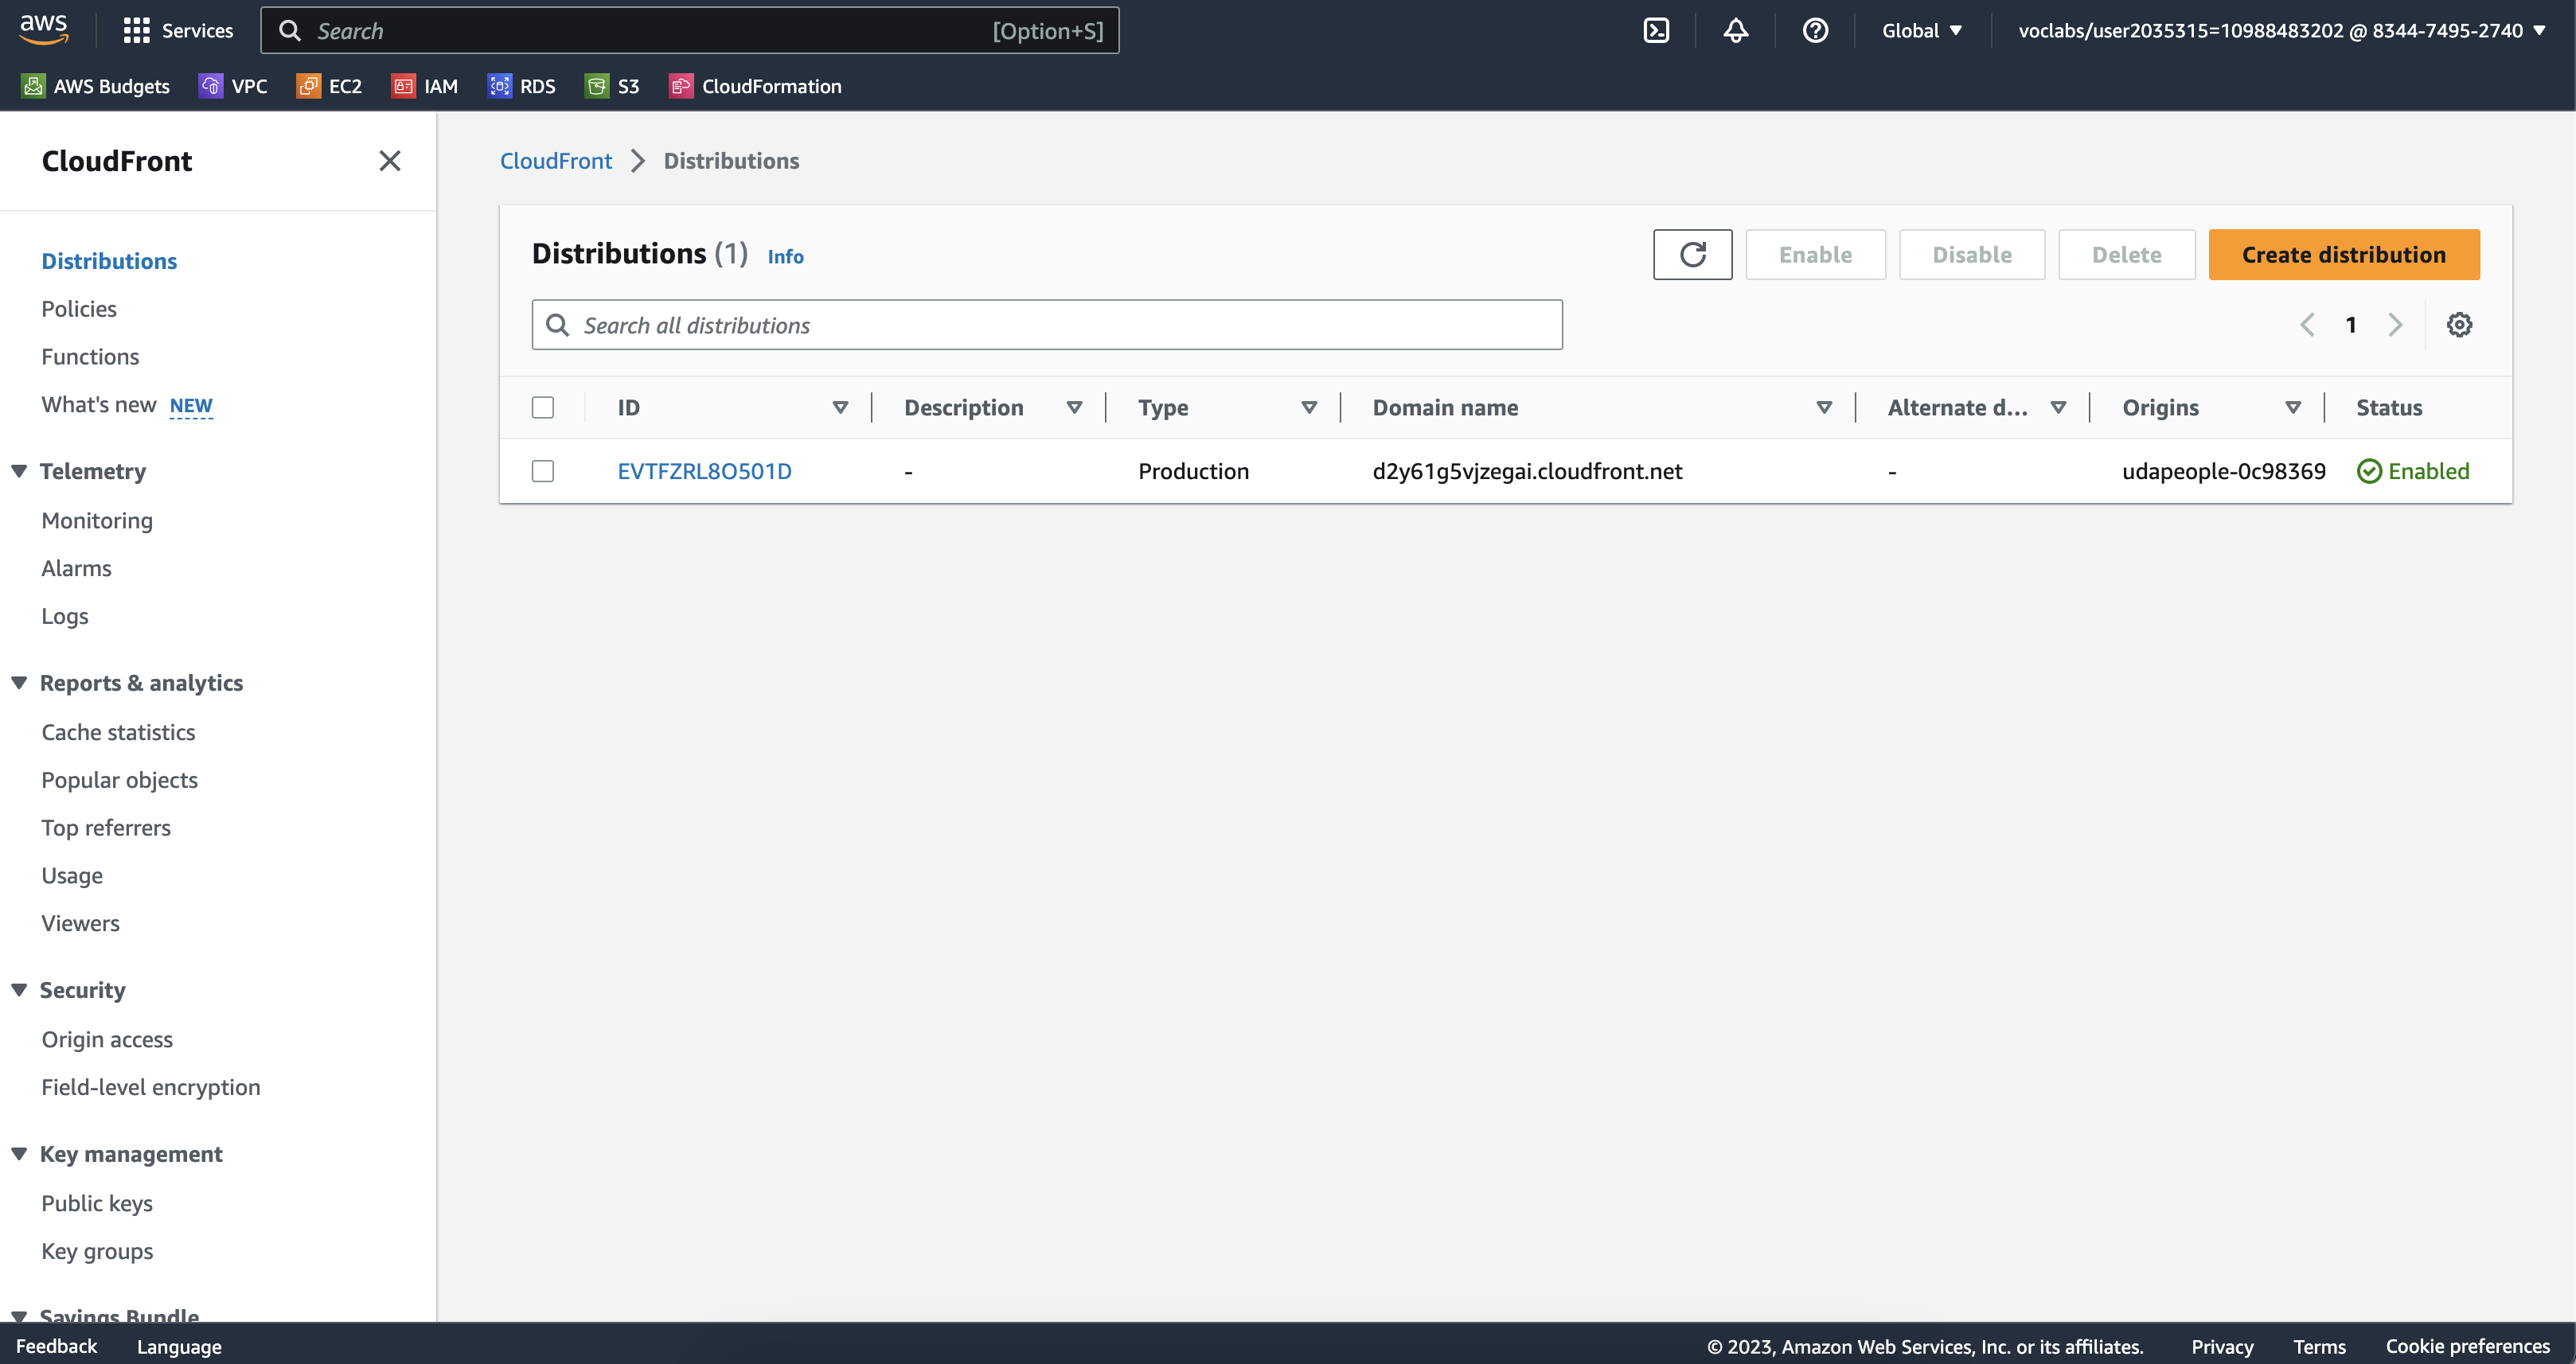 aws Services Search [Option+S] Global voclabs/user2035315=10988483202 @ 8344-7495-2740
AWS Budgets VPC EC2 IAM RDS S3 CloudFormation
CloudFront
Distributions
Policies
Functions
What's new NEW
Telemetry
Monitoring
Alarms
Logs
Reports & analytics
Cache statistics
Popular objects
Top referrers
Usage
Viewers
Security
Origin access
Field-level encryption
Key management
Public keys
Key groups
Savings Bundle
CloudFront Distributions
Distributions (1) Info Enable Disable Delete Create distribution
Search all distributions 1
ID Description Type Domain name Alternate d... Origins Status
EVTFZRL8O501D - Production d2y61g5vjzegai.cloudfront.net - udapeople-0c98369 Enabled
Feedback Language © 2023, Amazon Web Services, Inc. or its affiliates. Privacy Terms Cookie preferences